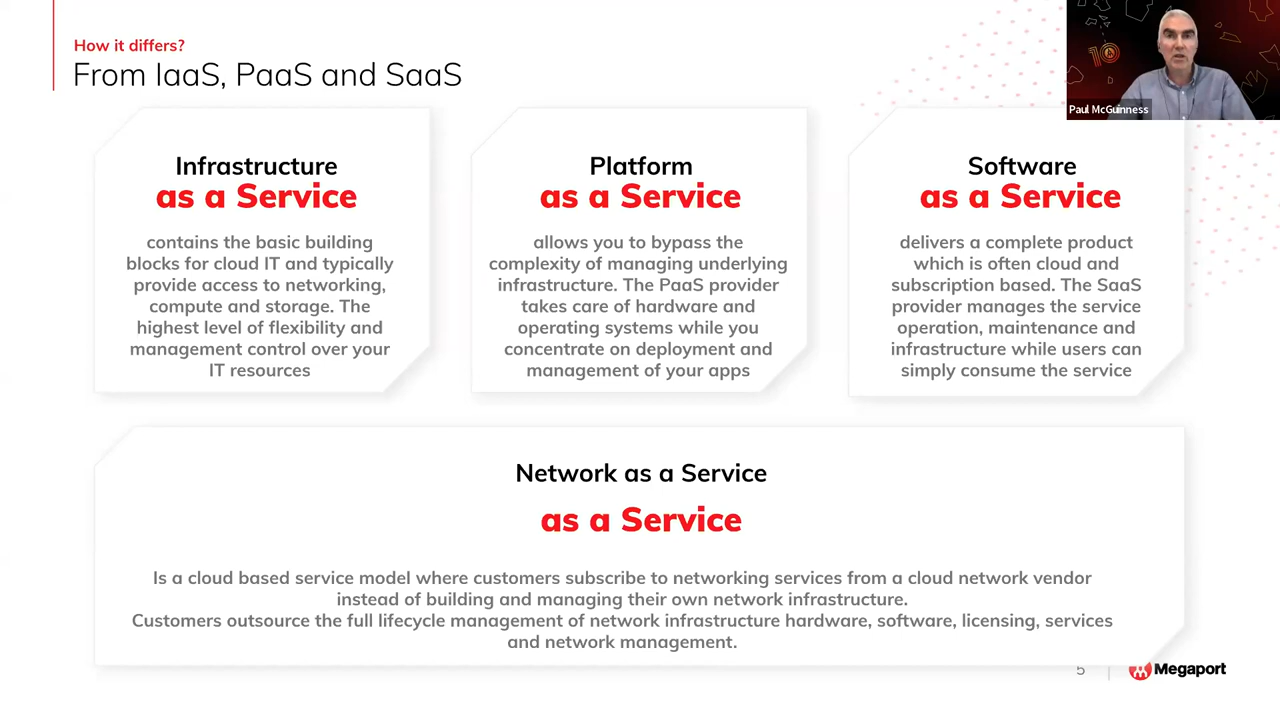 How it differs?
From IaaS, PaaS and SaaS
10
Paul McGuinness
Infrastructure
as a Service
contains the basic building
blocks for cloud IT and typically
provide access to networking,
compute and storage. The
highest level of flexibility and
management control over your
IT resources
Platform
as a Service
allows you to bypass the
complexity of managing underlying
infrastructure. The PaaS provider
takes care of hardware and
operating systems while you
concentrate on deployment and
management of your apps
Software
as a Service
delivers a complete product
which is often cloud and
subscription based. The SaaS
provider manages the service
operation, maintenance and
infrastructure while users can
simply consume the service
Network as a Service
as a Service
Is a cloud based service model where customers subscribe to networking services from a cloud network vendor
instead of building and managing their own network infrastructure.
Customers outsource the full lifecycle management of network infrastructure hardware, software, licensing, services
and network management.
5
Megaport